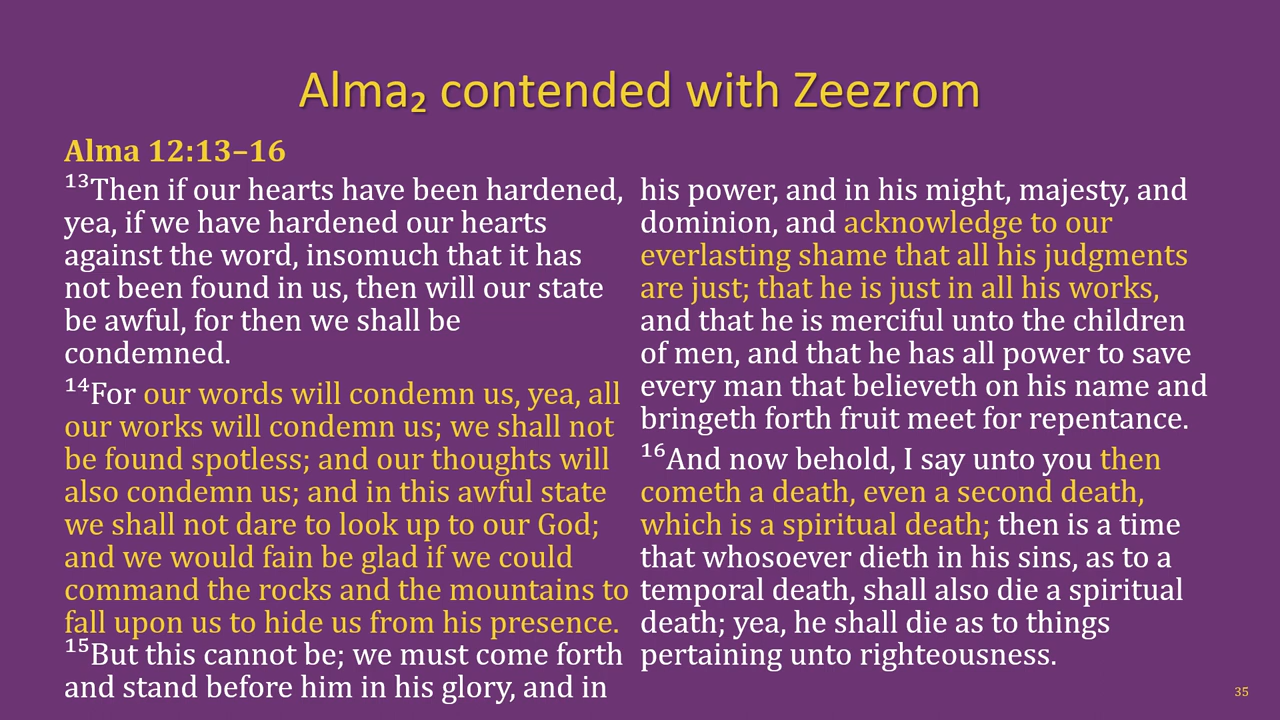 Alma₂ contended with Zeezrom
Alma 12:13–16
¹³Then if our hearts have been hardened,
yea, if we have hardened our hearts
against the word, insomuch that it has
not been found in us, then will our state
be awful, for then we shall be
condemned.
¹⁴For our words will condemn us, yea, all
our works will condemn us; we shall not
be found spotless; and our thoughts will
also condemn us; and in this awful state
we shall not dare to look up to our God;
and we would fain be glad if we could
command the rocks and the mountains to
fall upon us to hide us from his presence.
¹⁵But this cannot be; we must come forth
and stand before him in his glory, and in
his power, and in his might, majesty, and
dominion, and acknowledge to our
everlasting shame that all his judgments
are just; that he is just in all his works,
and that he is merciful unto the children
of men, and that he has all power to save
every man that believeth on his name and
bringeth forth fruit meet for repentance.
¹⁶And now behold, I say unto you then
cometh a death, even a second death,
which is a spiritual death; then is a time
that whosoever dieth in his sins, as to a
temporal death, shall also die a spiritual
death; yea, he shall die as to things
pertaining unto righteousness.
35